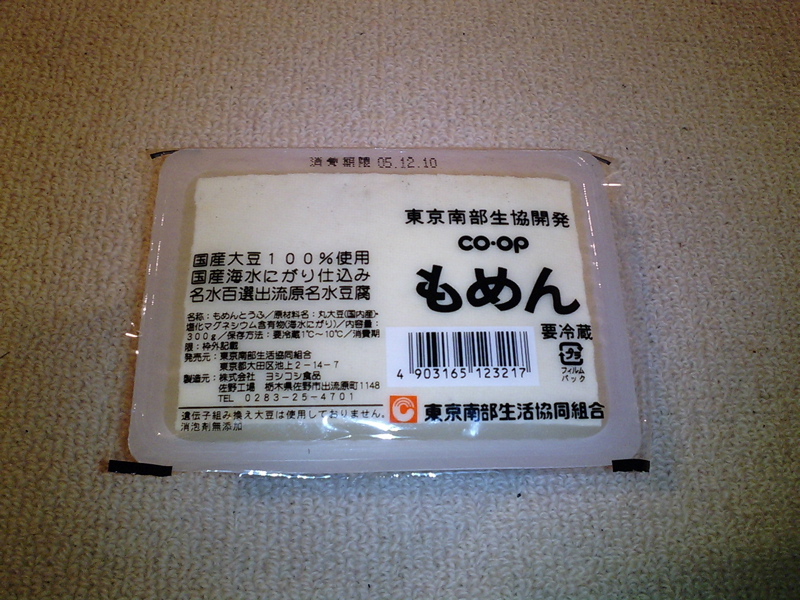 消費期限 05.12.10
東京南部生協開発
CO·OP
もめん
要冷蔵
国産大豆１００％使用
国産海水にがり仕込み
名水百選出流原名水豆腐
名称：もめんとうふ／原材料名：丸大豆(国内産)・
塩化マグネシウム含有物(海水にがり)／内容量：
３００ｇ／保存方法：要冷蔵1℃～10℃／消費期
限：枠外記載
発売元：東京南部生活協同組合
東京都大田区池上２－14－7
製造元：株式会社 ヨシコシ食品
佐野工場 栃木県佐野市出流原町1148
TEL ０２８３－２５－４７０１
遺伝子組み換え大豆は使用しておりません。
消泡剤無添加
4 903165 123217
プラ
フィルム
パック
東京南部生活協同組合